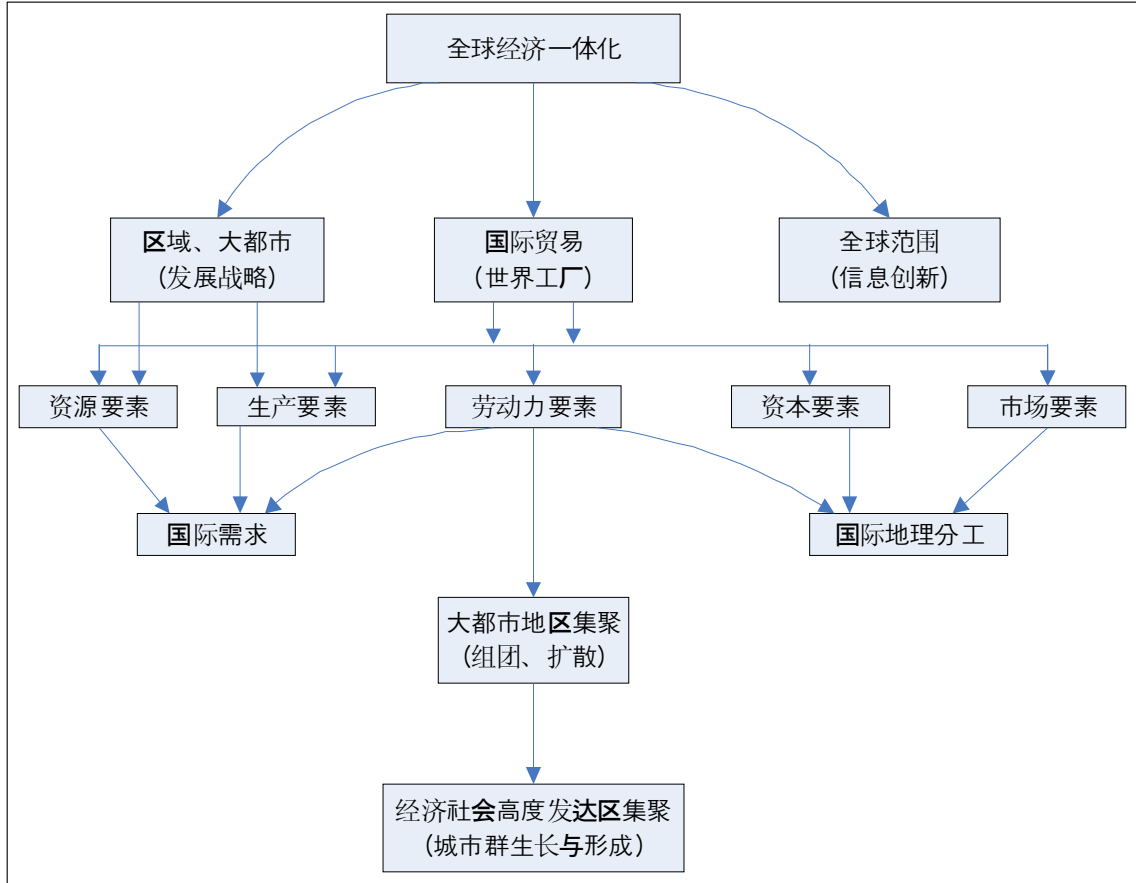 全球经济一体化
区域、大都市
(发展战略)
国际贸易
(世界工厂)
全球范围
(信息创新)
资源要素
生产要素
劳动力要素
资本要素
市场要素
国际需求
国际地理分工
大都市地区集聚
(组团、扩散)
经济社会高度发达区集聚
(城市群生长与形成)